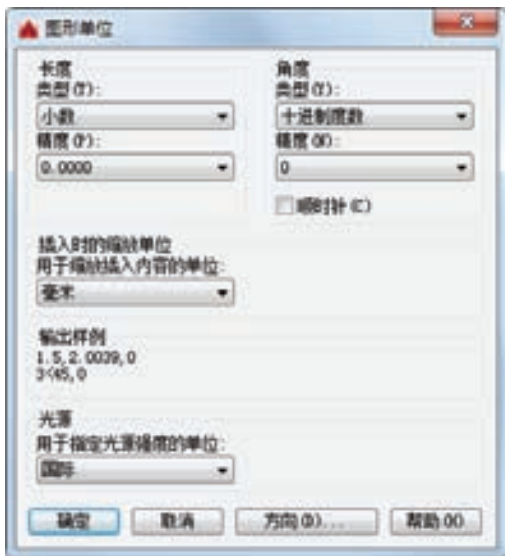 图形单位
长度
类型(T):
小数
精度(P):
0.0000
角度
类型(Y):
十进制度数
精度(N):
0
顺时针(C)
插入时的缩放单位
用于缩放插入内容的单位:
毫米
输出样例
1.5,2.0039,0
3<45,0
光源
用于指定光源强度的单位:
国际
确定
取消
方向(D)...
帮助(H)